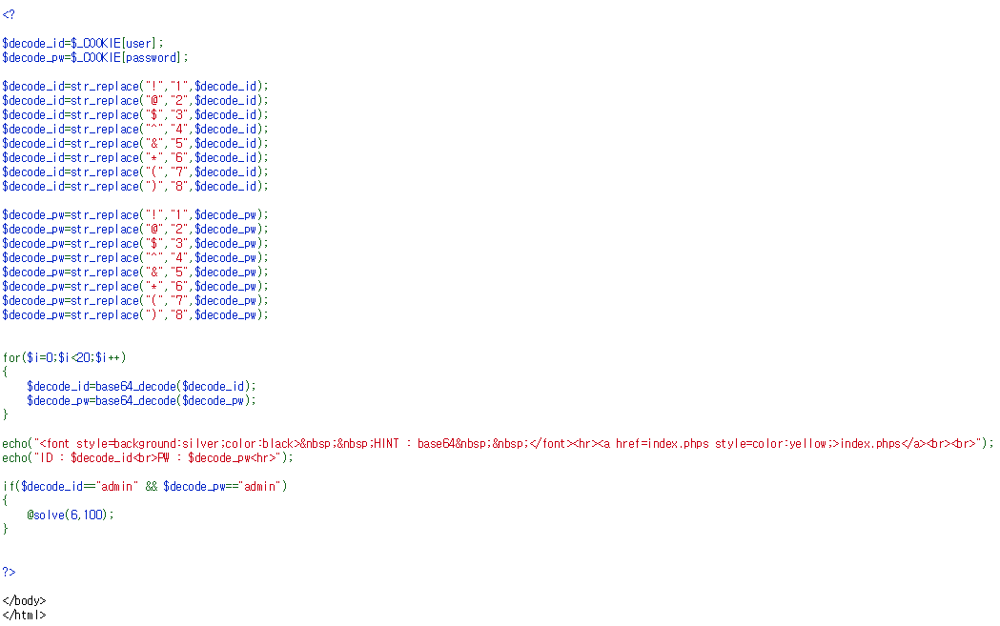 <?
$decode_id=$_COOKIE[user];
$decode_pw=$_COOKIE[password];
$decode_id=str_replace("!","1",$decode_id);
$decode_id=str_replace("@","2",$decode_id);
$decode_id=str_replace("$","3",$decode_id);
$decode_id=str_replace("^","4",$decode_id);
$decode_id=str_replace("&","5",$decode_id);
$decode_id=str_replace("*","6",$decode_id);
$decode_id=str_replace("(","7",$decode_id);
$decode_id=str_replace(")","8",$decode_id);
$decode_pw=str_replace("!","1",$decode_pw);
$decode_pw=str_replace("@","2",$decode_pw);
$decode_pw=str_replace("$","3",$decode_pw);
$decode_pw=str_replace("^","4",$decode_pw);
$decode_pw=str_replace("&","5",$decode_pw);
$decode_pw=str_replace("*","6",$decode_pw);
$decode_pw=str_replace("(","7",$decode_pw);
$decode_pw=str_replace(")","8",$decode_pw);
for($i=0;$i<20;$i++)
{
$decode_id=base64_decode($decode_id);
$decode_pw=base64_decode($decode_pw);
}
echo("<font style=background:silver;color:black>&nbsp;&nbsp;HINT : base64&nbsp;&nbsp;</font><hr><a href=index.phps style=color:yellow;>index.phps</a><br><br>");
echo("ID : $decode_id<br>PW : $decode_pw<hr>");
if($decode_id=="admin" && $decode_pw=="admin")
{
@solve(6,100);
}
?>
</body>
</html>